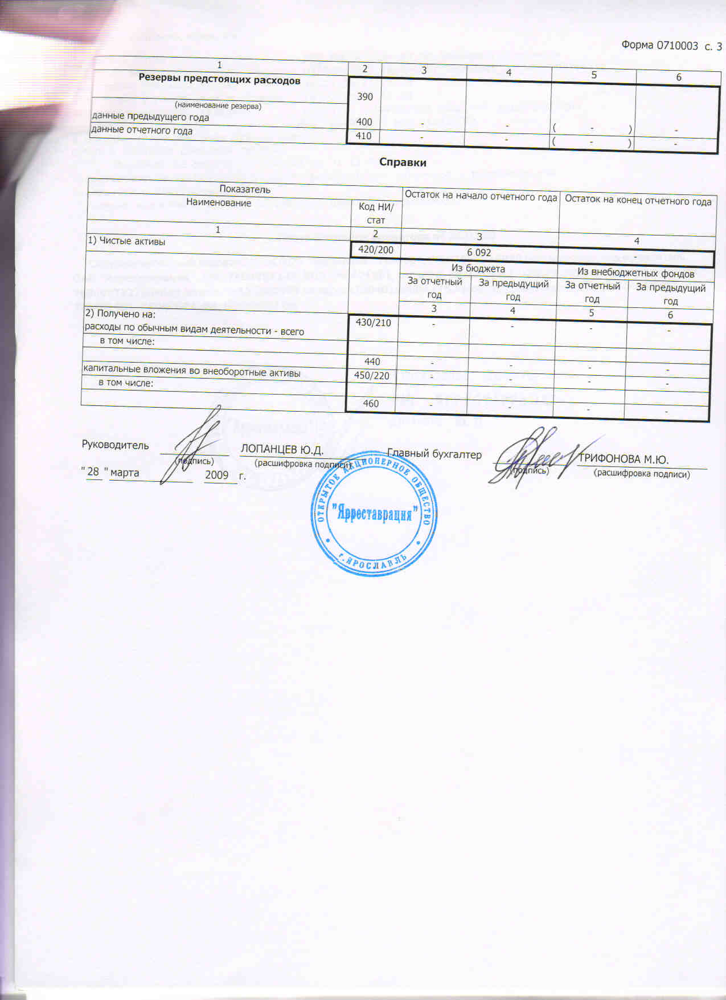 Форма 0710003 с. 3
1 2 3 4 5 6
Резервы предстоящих расходов
390
(наименование резерва)
данные предыдущего года 400 - - ( - ) -
данные отчетного года 410 - - ( - ) -
Справки
Показатель Остаток на начало отчетного года Остаток на конец отчетного года
Наименование Код НИ/
стат
1 2 3 4
1) Чистые активы 420/200 6 092 -
Из бюджета Из внебюджетных фондов
За отчетный За предыдущий За отчетный За предыдущий
год год год год
3 4 5 6
2) Получено на:
расходы по обычным видам деятельности - всего 430/210 - - - -
в том числе:
440 - - - -
капитальные вложения во внеоборотные активы 450/220 - - - -
в том числе:
460 - - - -
Руководитель ЛОПАНЦЕВ Ю.Д. Главный бухгалтер ТРИФОНОВА М.Ю.
(подпись) (расшифровка подписи) (подпись) (расшифровка подписи)
" 28 " марта 2009 г.
ОТКРЫТОЕ АКЦИОНЕРНОЕ ОБЩЕСТВО
"Ярреставрация"
г.ЯРОСЛАВЛЬ